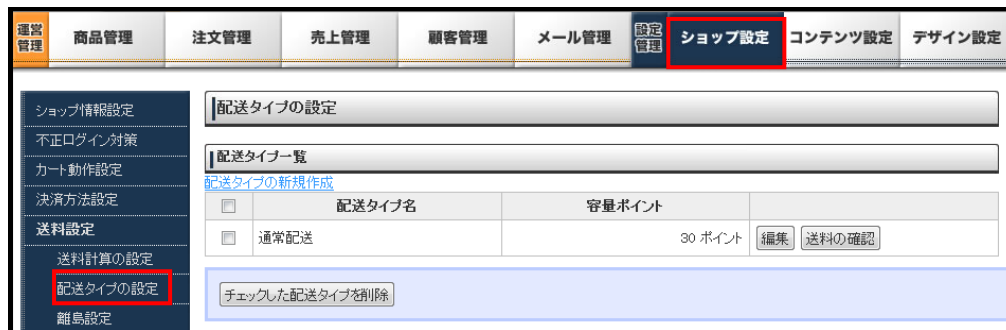 運営管理 商品管理 注文管理 売上管理 顧客管理 メール管理 設定管理 ショップ設定 コンテンツ設定 デザイン設定
ショップ情報設定
不正ログイン対策
カート動作設定
決済方法設定
送料設定
送料計算の設定
配送タイプの設定
離島設定
配送タイプの設定
配送タイプ一覧
配送タイプの新規作成
配送タイプ名 容量ポイント
通常配送 30 ポイント 編集 送料の確認
チェックした配送タイプを削除